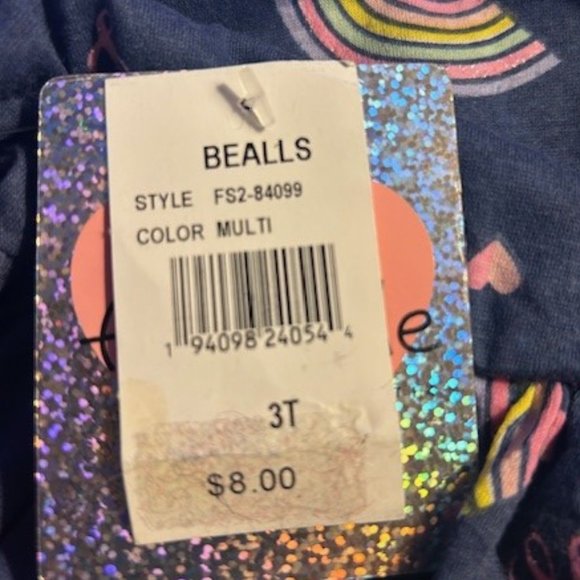 BEALLS
STYLE FS2-84099
COLOR MULTI
1 94098 24054 4
3T
$8.00